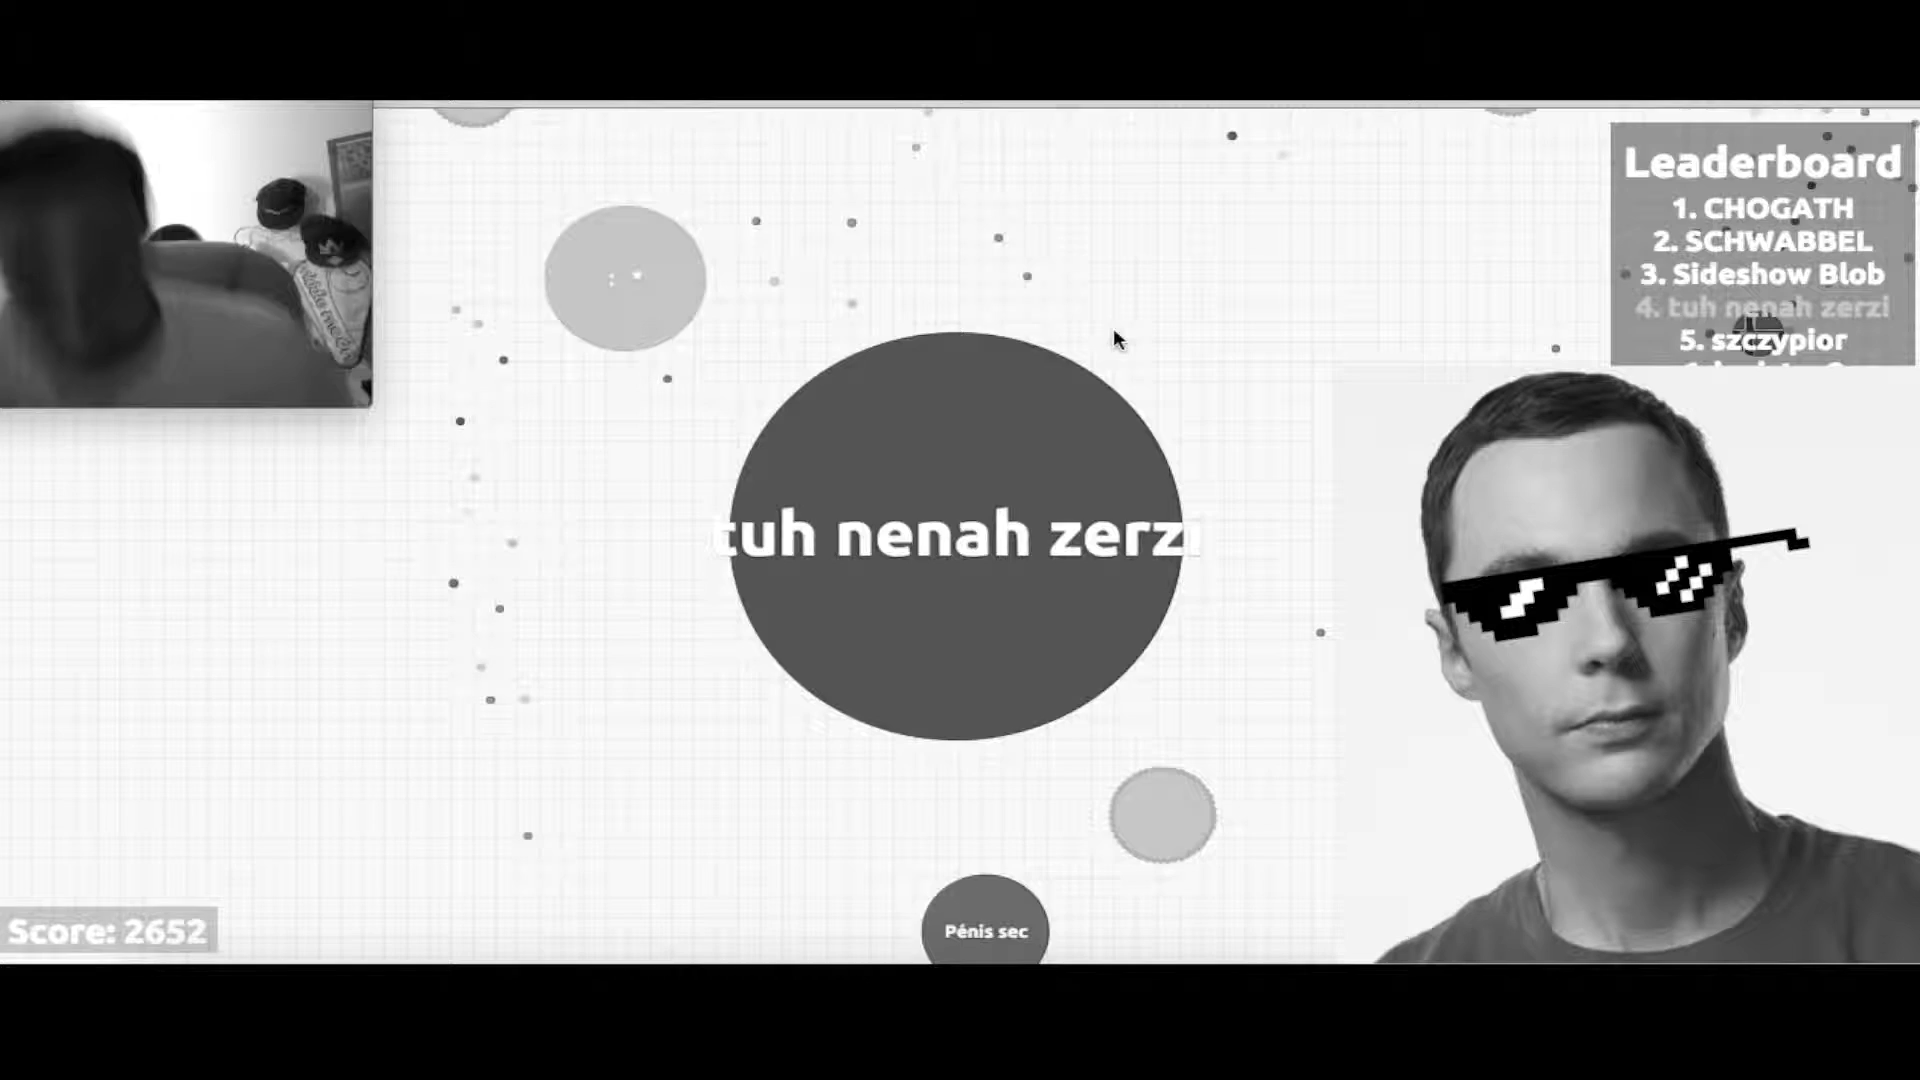 Leaderboard
1. CHOGATH
2. SCHWABBEL
3. Sideshow Blob
4. tuh nenah zerzi
5. szczypior
tuh nenah zerzi
Pénis sec
Score: 2652